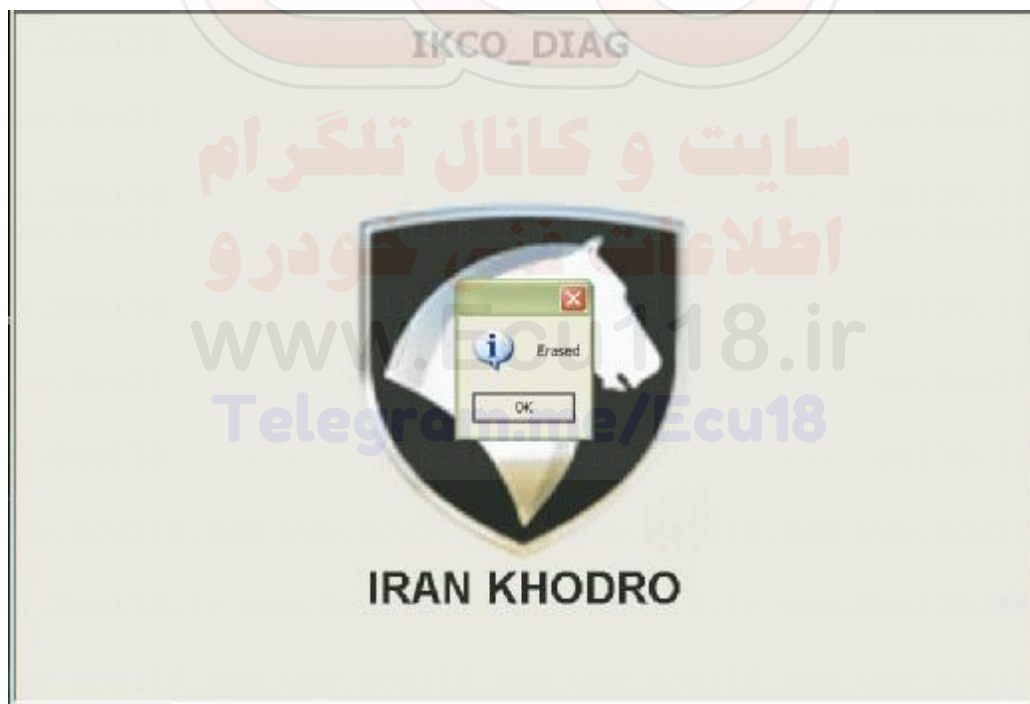 IKCO_DIAG
سایت و کانال تلگرام
اطلاعات فنی خودرو
www.Ecu118.ir
Erased
OK
Telegram.me/Ecu18
IRAN KHODRO